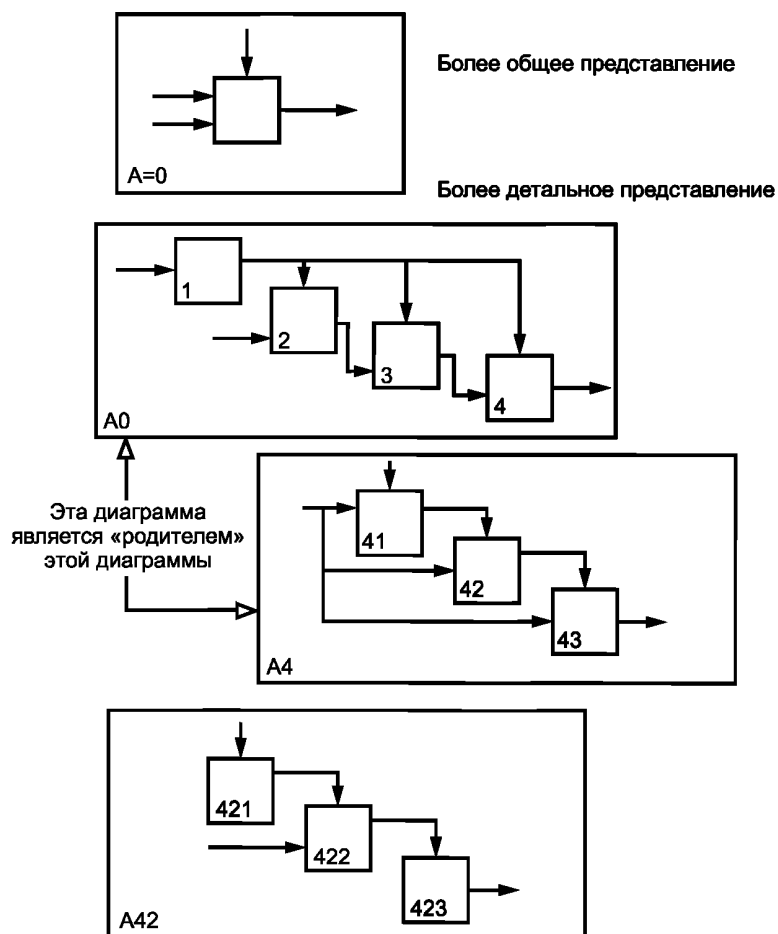 Более общее представление
A=0
Более детальное представление
1
2
3
4
A0
Эта диаграмма
является «родителем»
этой диаграммы
41
42
43
A4
421
422
423
A42